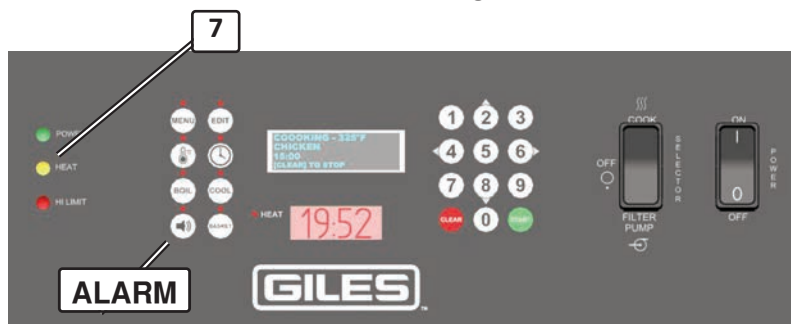 7
POWER
HEAT
HI LIMIT
MENU EDIT
BOIL COOL
BASKET
ALARM
COOOKING - 325°F
CHICKEN
15:00
[CLEAR] TO STOP
HEAT 19:52
GILES
TM
1 2 3
4 5 6
7 8 9
CLEAR 0 START
COOK
OFF
SELECTOR
FILTER
PUMP
ON
POWER
OFF